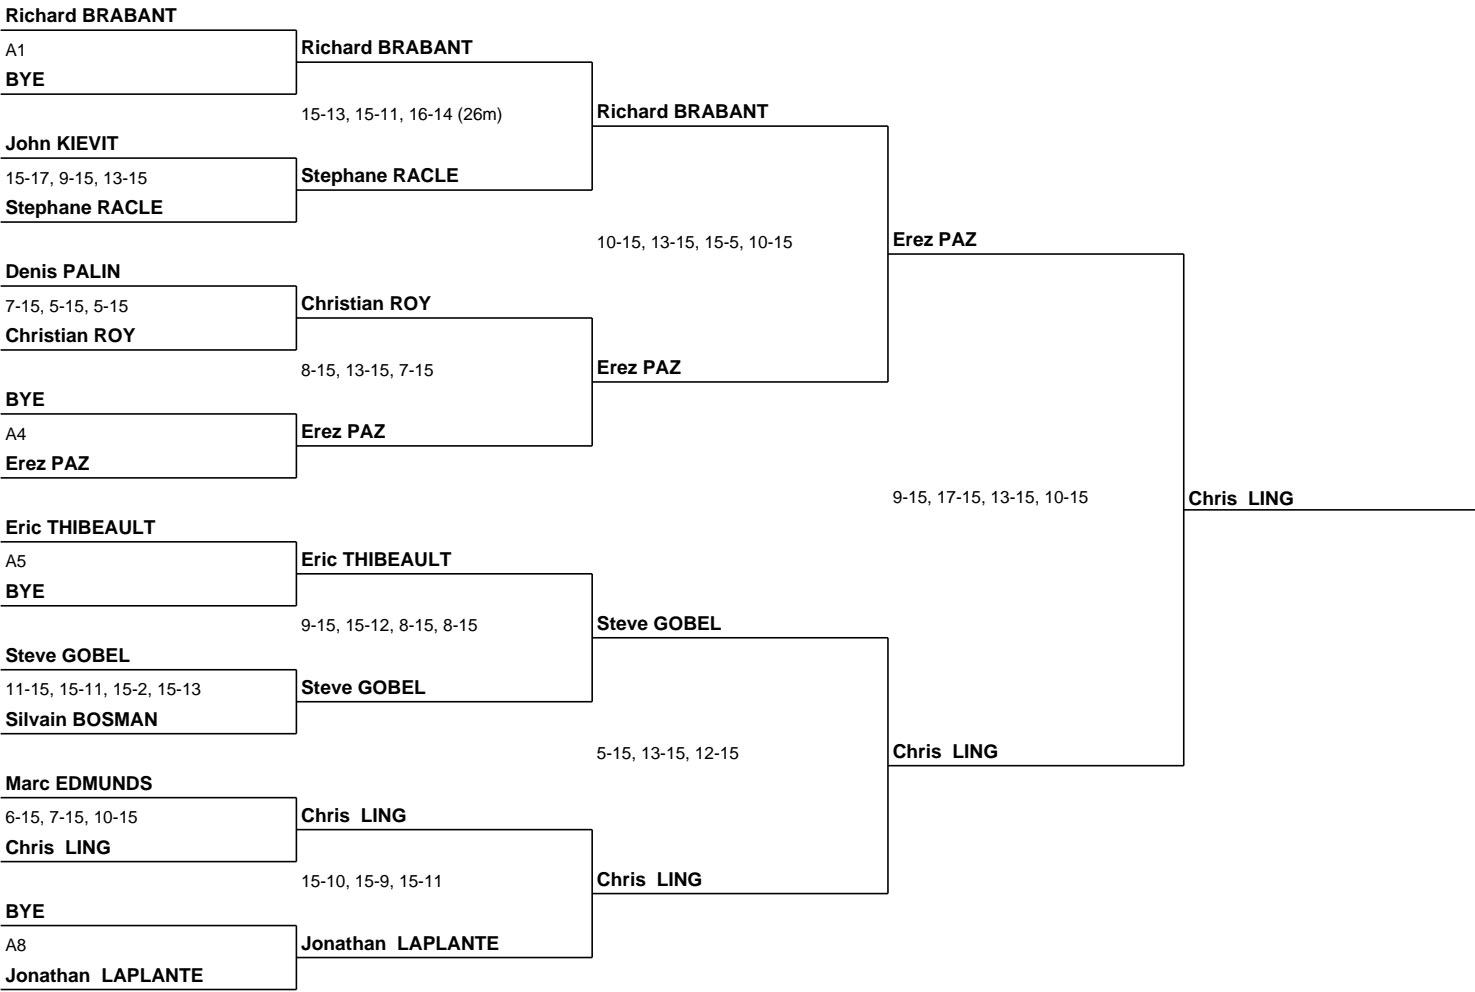 Richard BRABANT
A1
BYE
John KIEVIT
15-17, 9-15, 13-15
Stephane RACLE
Denis PALIN
7-15, 5-15, 5-15
Christian ROY
BYE
A4
Erez PAZ
Eric THIBEAULT
A5
BYE
Steve GOBEL
11-15, 15-11, 15-2, 15-13
Silvain BOSMAN
Marc EDMUNDS
6-15, 7-15, 10-15
Chris LING
BYE
A8
Jonathan LAPLANTE
Richard BRABANT
15-13, 15-11, 16-14 (26m)
Stephane RACLE
Christian ROY
8-15, 13-15, 7-15
Erez PAZ
Eric THIBEAULT
9-15, 15-12, 8-15, 8-15
Steve GOBEL
Chris LING
15-10, 15-9, 15-11
Jonathan LAPLANTE
Richard BRABANT
10-15, 13-15, 15-5, 10-15
Erez PAZ
Steve GOBEL
5-15, 13-15, 12-15
Chris LING
Erez PAZ
9-15, 17-15, 13-15, 10-15
Chris LING
Chris LING